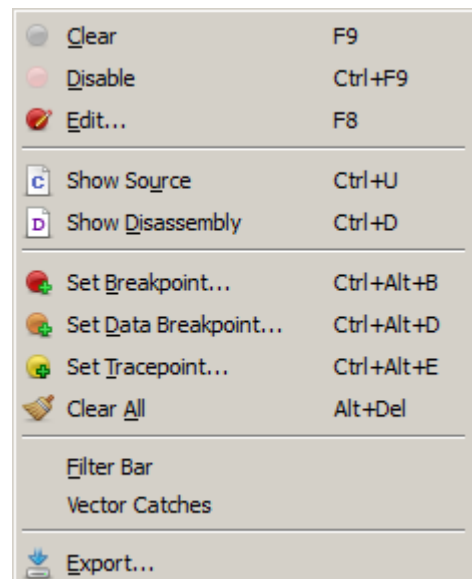 Clear F9
Disable Ctrl+F9
Edit... F8
C Show Source Ctrl+U
D Show Disassembly Ctrl+D
Set Breakpoint... Ctrl+Alt+B
Set Data Breakpoint... Ctrl+Alt+D
Set Tracepoint... Ctrl+Alt+E
Clear All Alt+Del
Filter Bar
Vector Catches
Export...